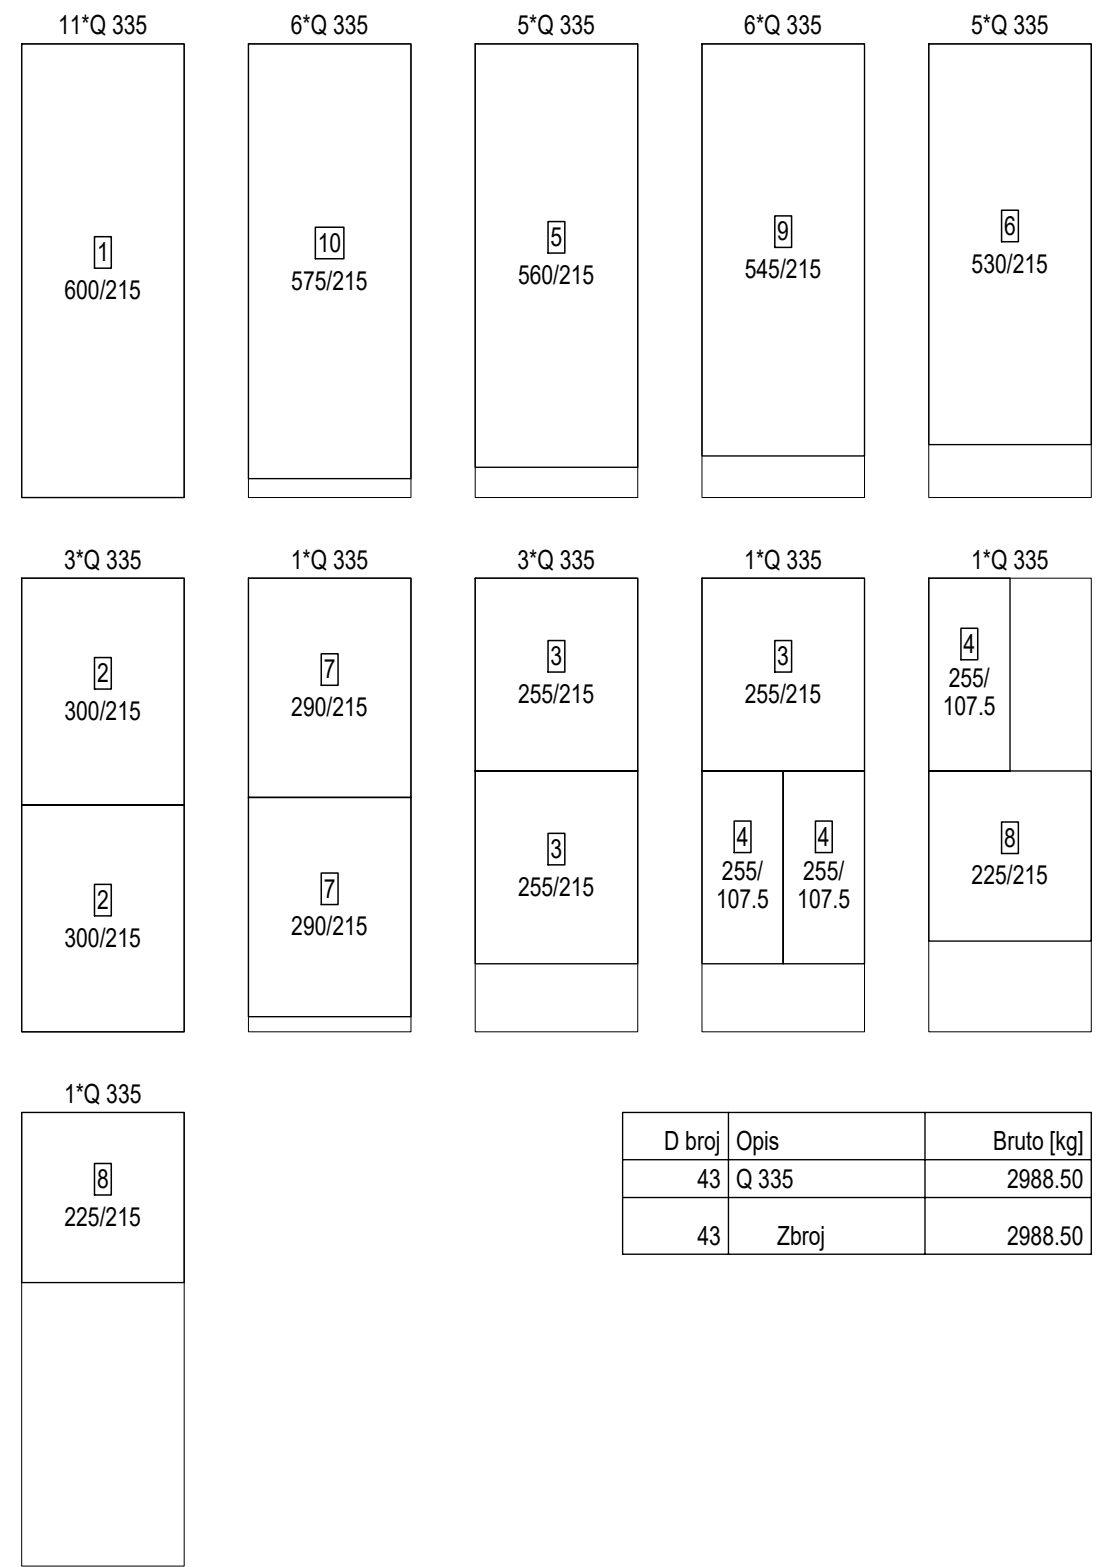 11*Q 335
6*Q 335
5*Q 335
6*Q 335
5*Q 335
1
600/215
10
575/215
5
560/215
9
545/215
6
530/215
3*Q 335
1*Q 335
3*Q 335
1*Q 335
1*Q 335
2
300/215
2
300/215
7
290/215
7
290/215
3
255/215
3
255/215
3
255/215
4
255/
107.5
4
255/
107.5
4
255/
107.5
8
225/215
1*Q 335
8
225/215
D broj Opis Bruto [kg]
43 Q 335 2988.50
43 Zbroj 2988.50